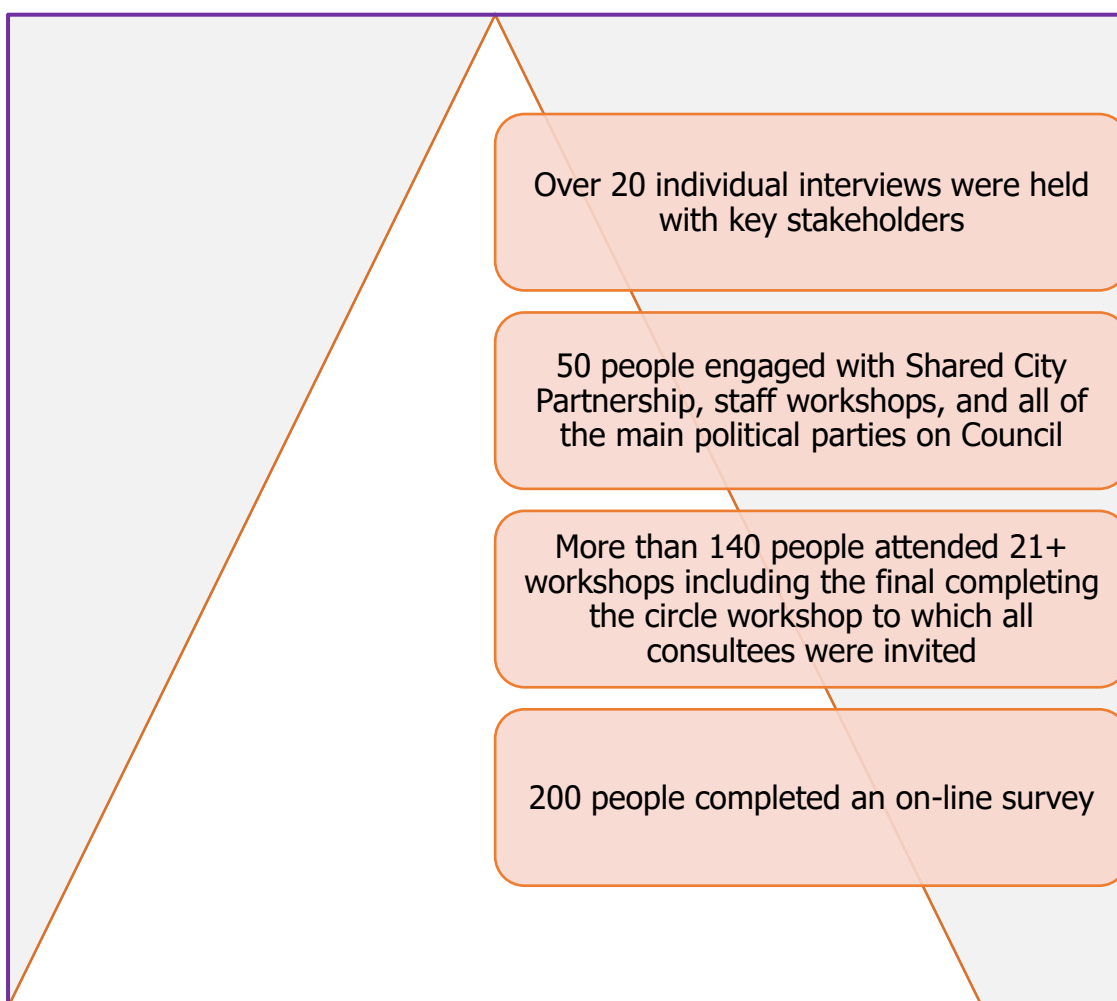 Over 20 individual interviews were held
with key stakeholders
50 people engaged with Shared City
Partnership, staff workshops, and all of
the main political parties on Council
More than 140 people attended 21+
workshops including the final completing
the circle workshop to which all
consultees were invited
200 people completed an on-line survey